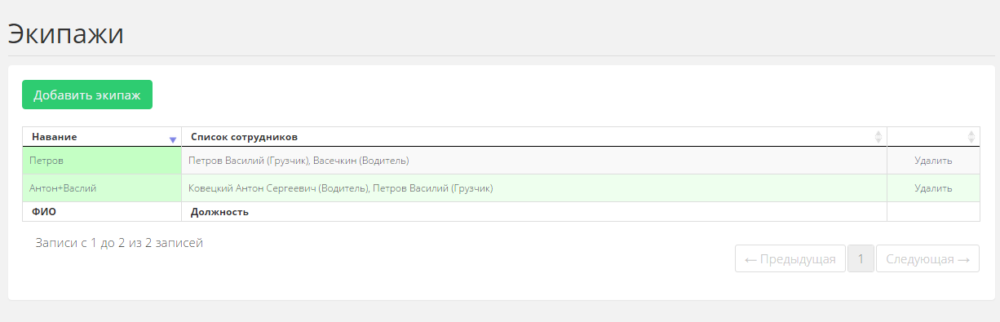 Экипажи
Добавить экипаж
Навание Список сотрудников
Петров Петров Василий (Грузчик), Васечкин (Водитель) Удалить
Антон+Васлий Ковецкий Антон Сергеевич (Водитель), Петров Василий (Грузчик) Удалить
ФИО Должность
Записи с 1 до 2 из 2 записей
← Предыдущая 1 Следующая →